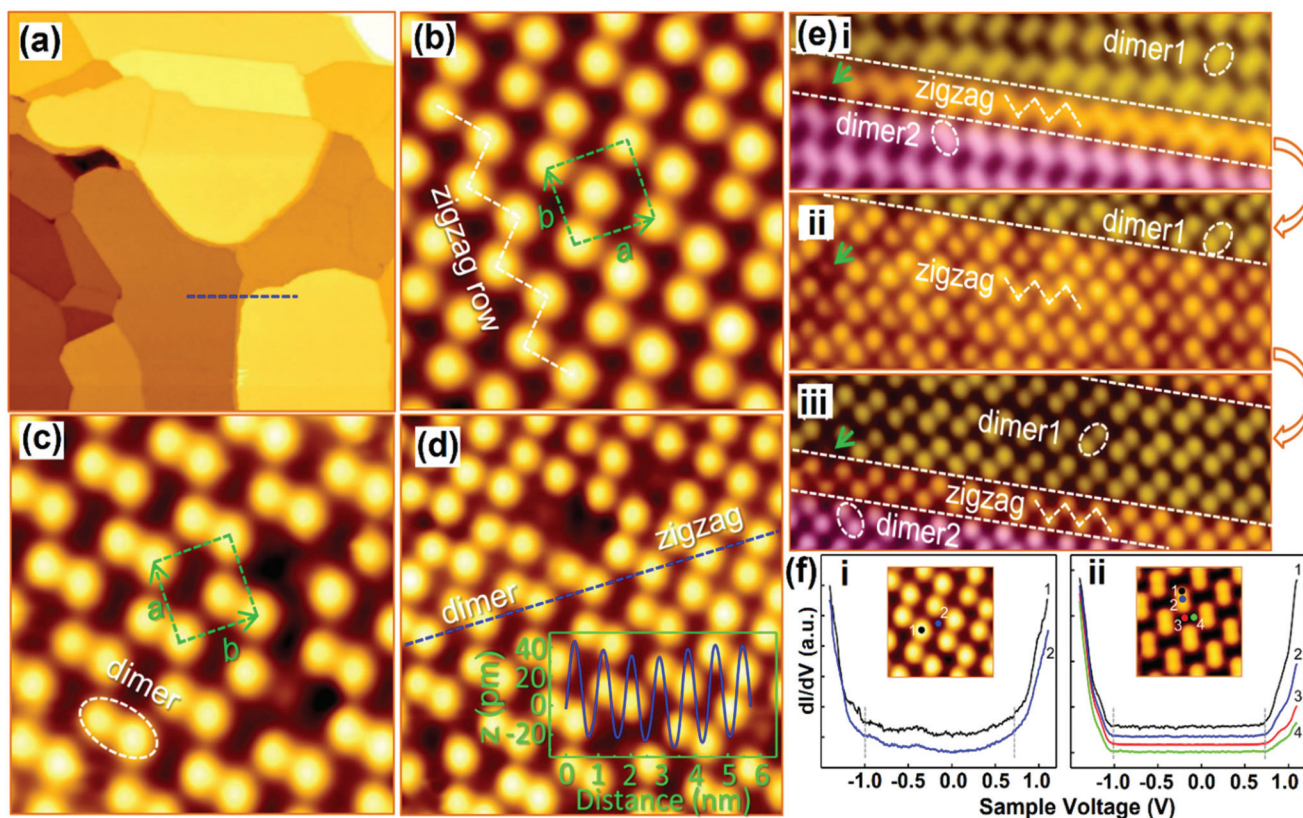 (a)
(b)
zigzag row
b
a
(c)
a
b
dimer
(d)
dimer
zigzag
z (pm)
40
20
0
-20
0 1 2 3 4 5 6
Distance (nm)
(e) i
dimer1
zigzag
dimer2
ii
dimer1
zigzag
iii
dimer1
zigzag
dimer2
(f)
dI/dV (a.u.)
i
1
2
1
2
-1.0 -0.5 0.0 0.5 1.0
ii
1
2
3
4
1
2
3
4
-1.0 -0.5 0.0 0.5 1.0
Sample Voltage (V)